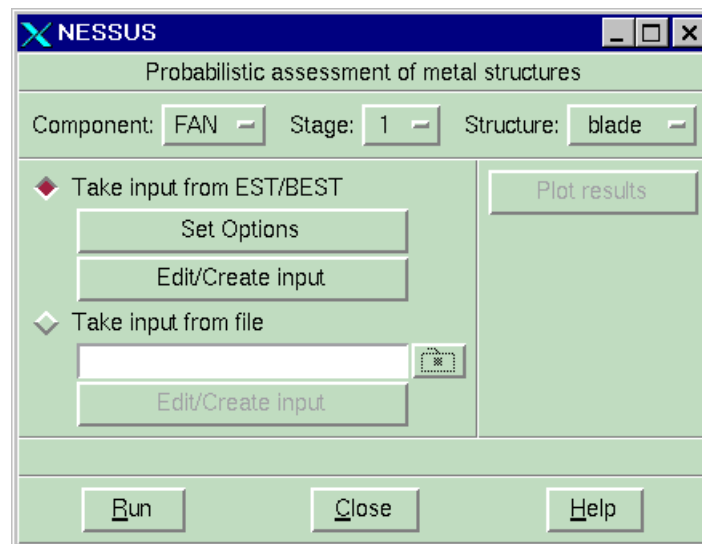 NESSUS
Probabilistic assessment of metal structures
Component: FAN Stage: 1 Structure: blade
Take input from EST/BEST
Plot results
Set Options
Edit/Create input
Take input from file
Edit/Create input
Run Close Help